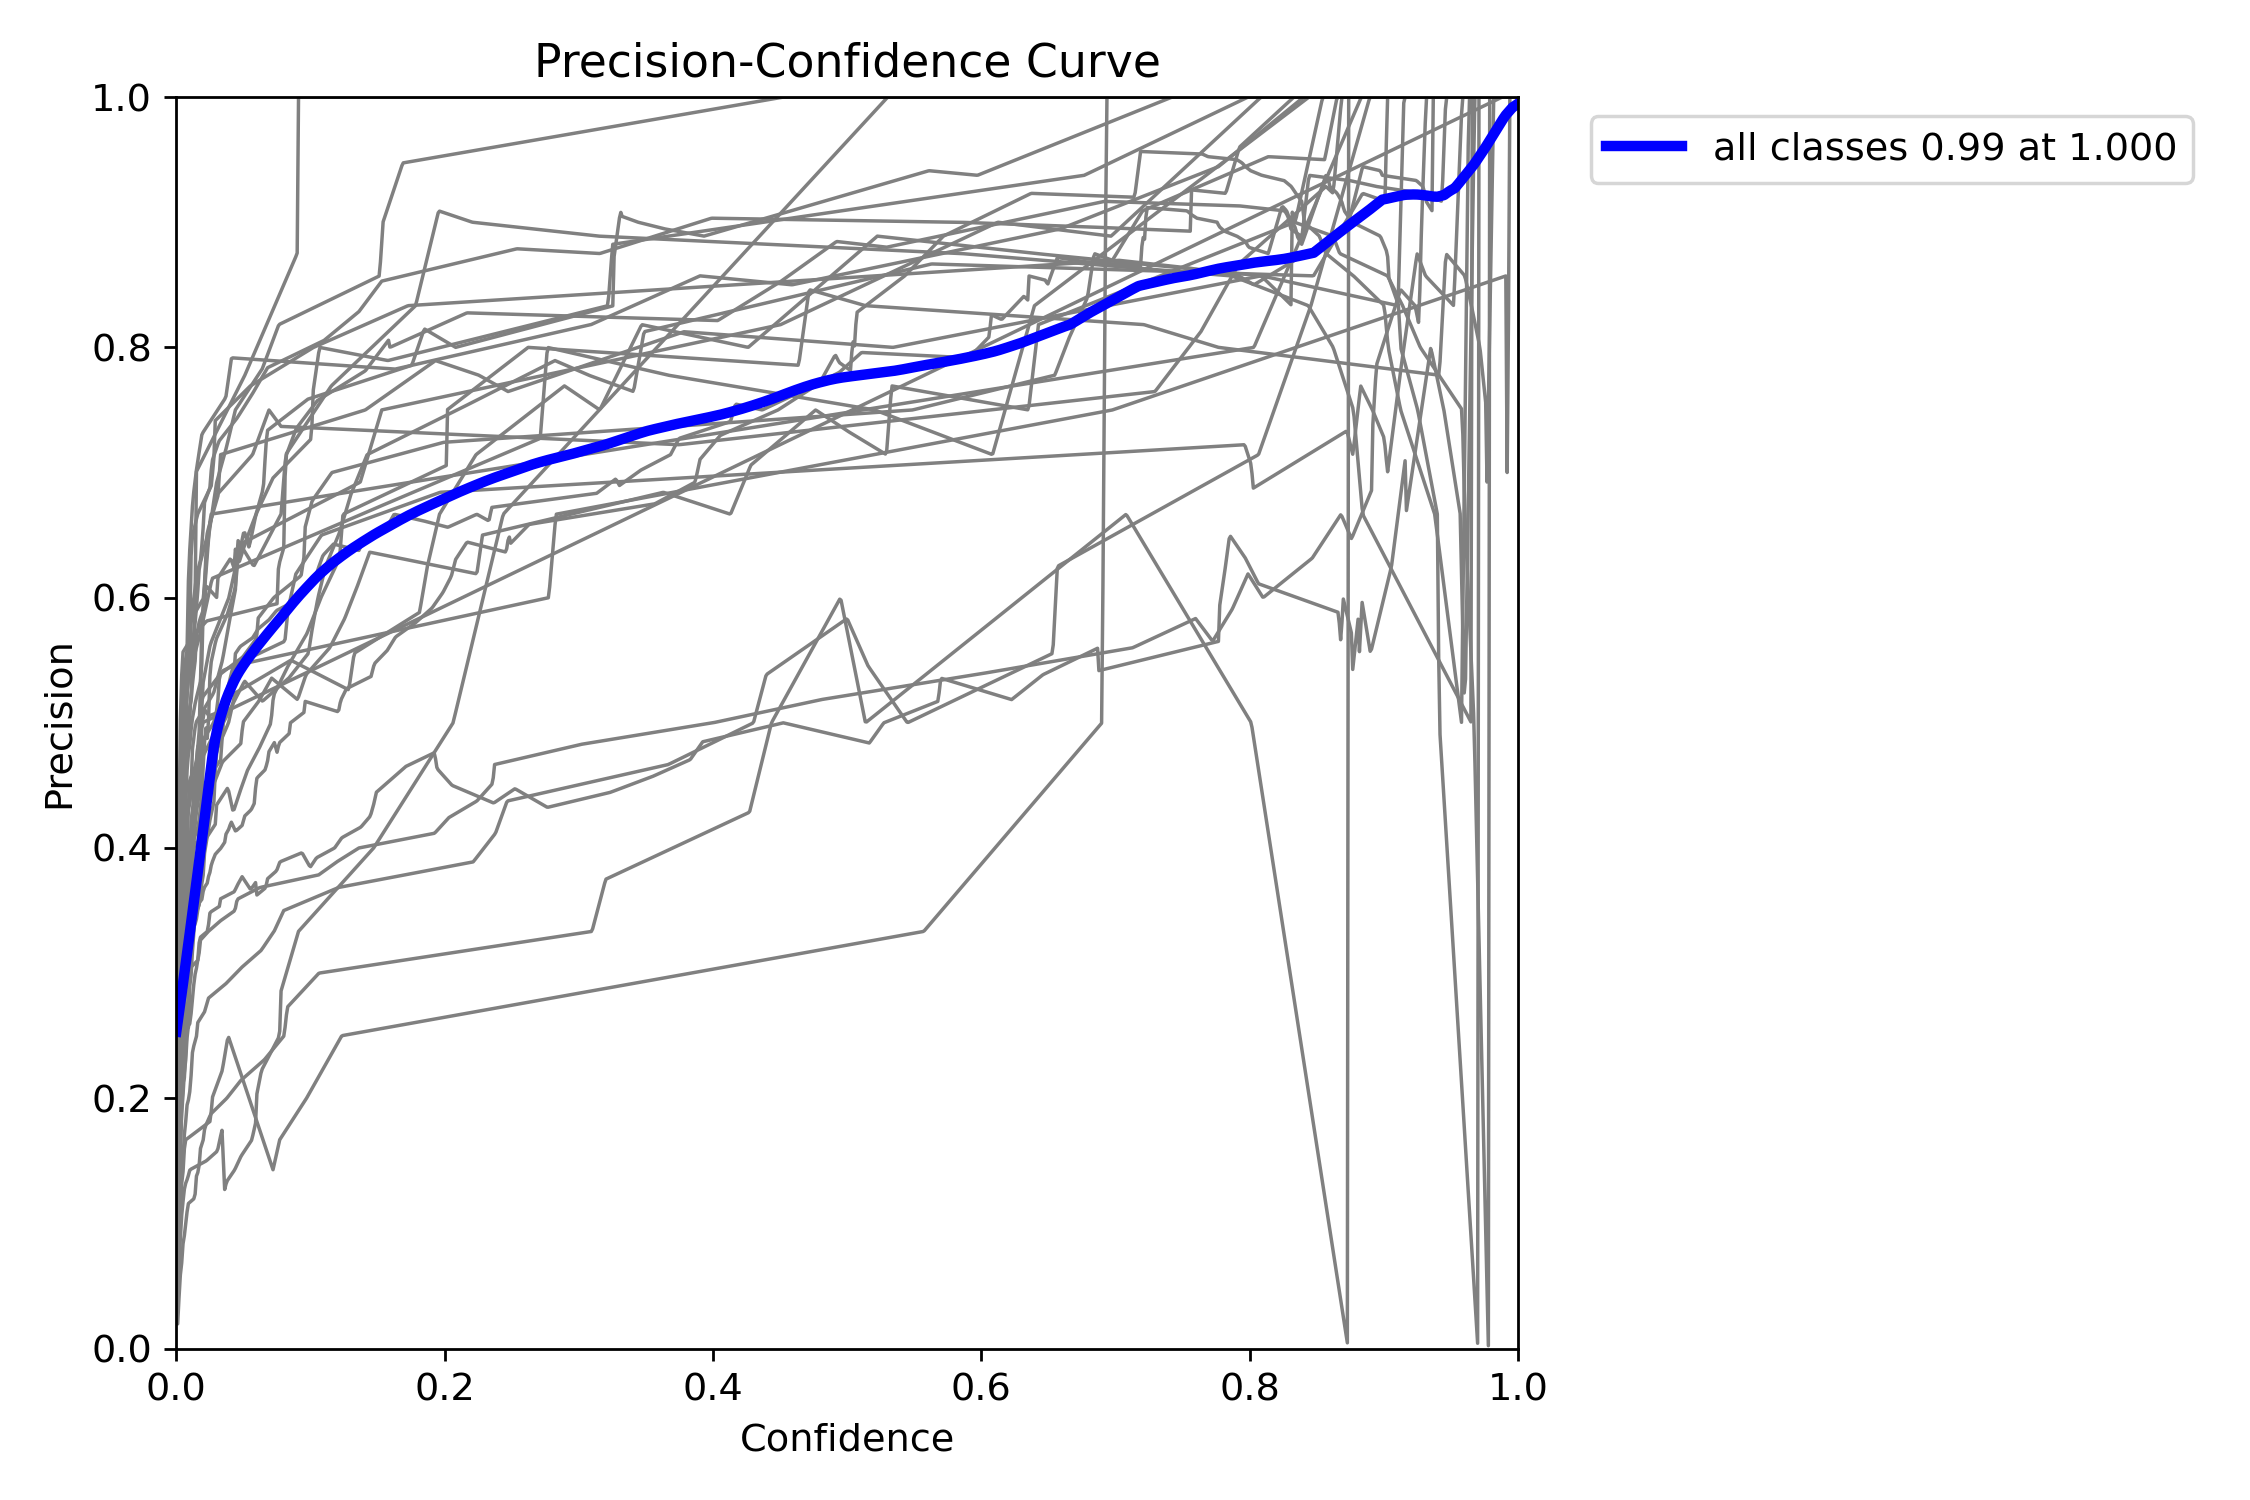 Precision-Confidence Curve
all classes 0.99 at 1.000
Precision
1.0
0.8
0.6
0.4
0.2
0.0
0.0 0.2 0.4 0.6 0.8 1.0
Confidence